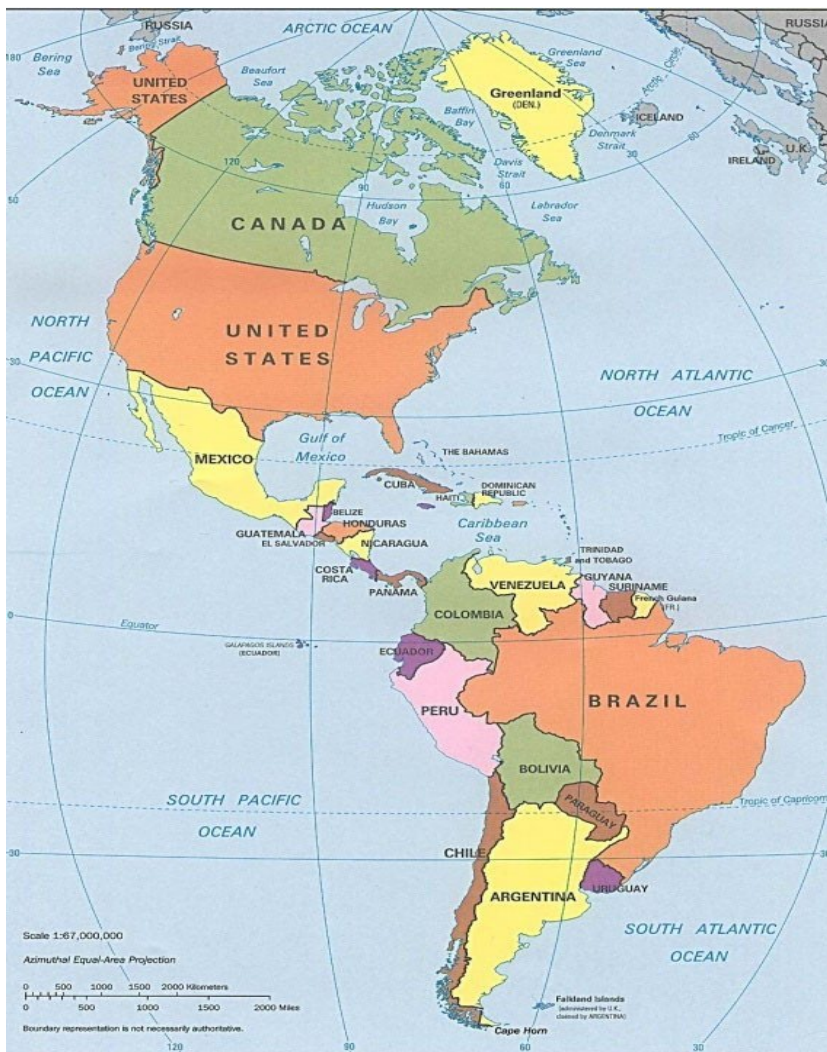 RUSSIA
ARCTIC OCEAN
RUSSIA
Bering Strait
Bering
Sea
Greenland
Sea
Beaufort
Sea
180
UNITED
STATES
Greenland
(DEN.)
Arctic Circle
Baffin
Bay
ICELAND
Denmark
Strait
U.K.
IRELAND
Davis
Strait
120
30
30
90
60
50
Hudson
Bay
Labrador
Sea
CANADA
NORTH
PACIFIC
OCEAN
UNITED
STATES
30
30
NORTH ATLANTIC
OCEAN
Tropic of Cancer
Gulf of
Mexico
THE BAHAMAS
MEXICO
CUBA
DOMINICAN
REPUBLIC
HAITI
BELIZE
HONDURAS
GUATEMALA
EL SALVADOR
NICARAGUA
Caribbean
Sea
COSTA
RICA
PANAMA
TRINIDAD
and TOBAGO
VENEZUELA
GUYANA
SURINAME
French Guiana
(FR.)
COLOMBIA
0
0
Equator
GALAPAGOS ISLANDS
(ECUADOR)
ECUADOR
PERU
BRAZIL
BOLIVIA
SOUTH PACIFIC
OCEAN
Tropic of Capricorn
PARAGUAY
30
30
CHILE
ARGENTINA
URUGUAY
SOUTH ATLANTIC
OCEAN
Scale 1:67,000,000
Azimuthal Equal-Area Projection
0 500 1000 1500 2000 Kilometers
0 500 1000 1500 2000 Miles
Boundary representation is not necessarily authoritative.
Falkland Islands
(administered by U.K.,
claimed by ARGENTINA)
Cape Horn
120
90
60
30